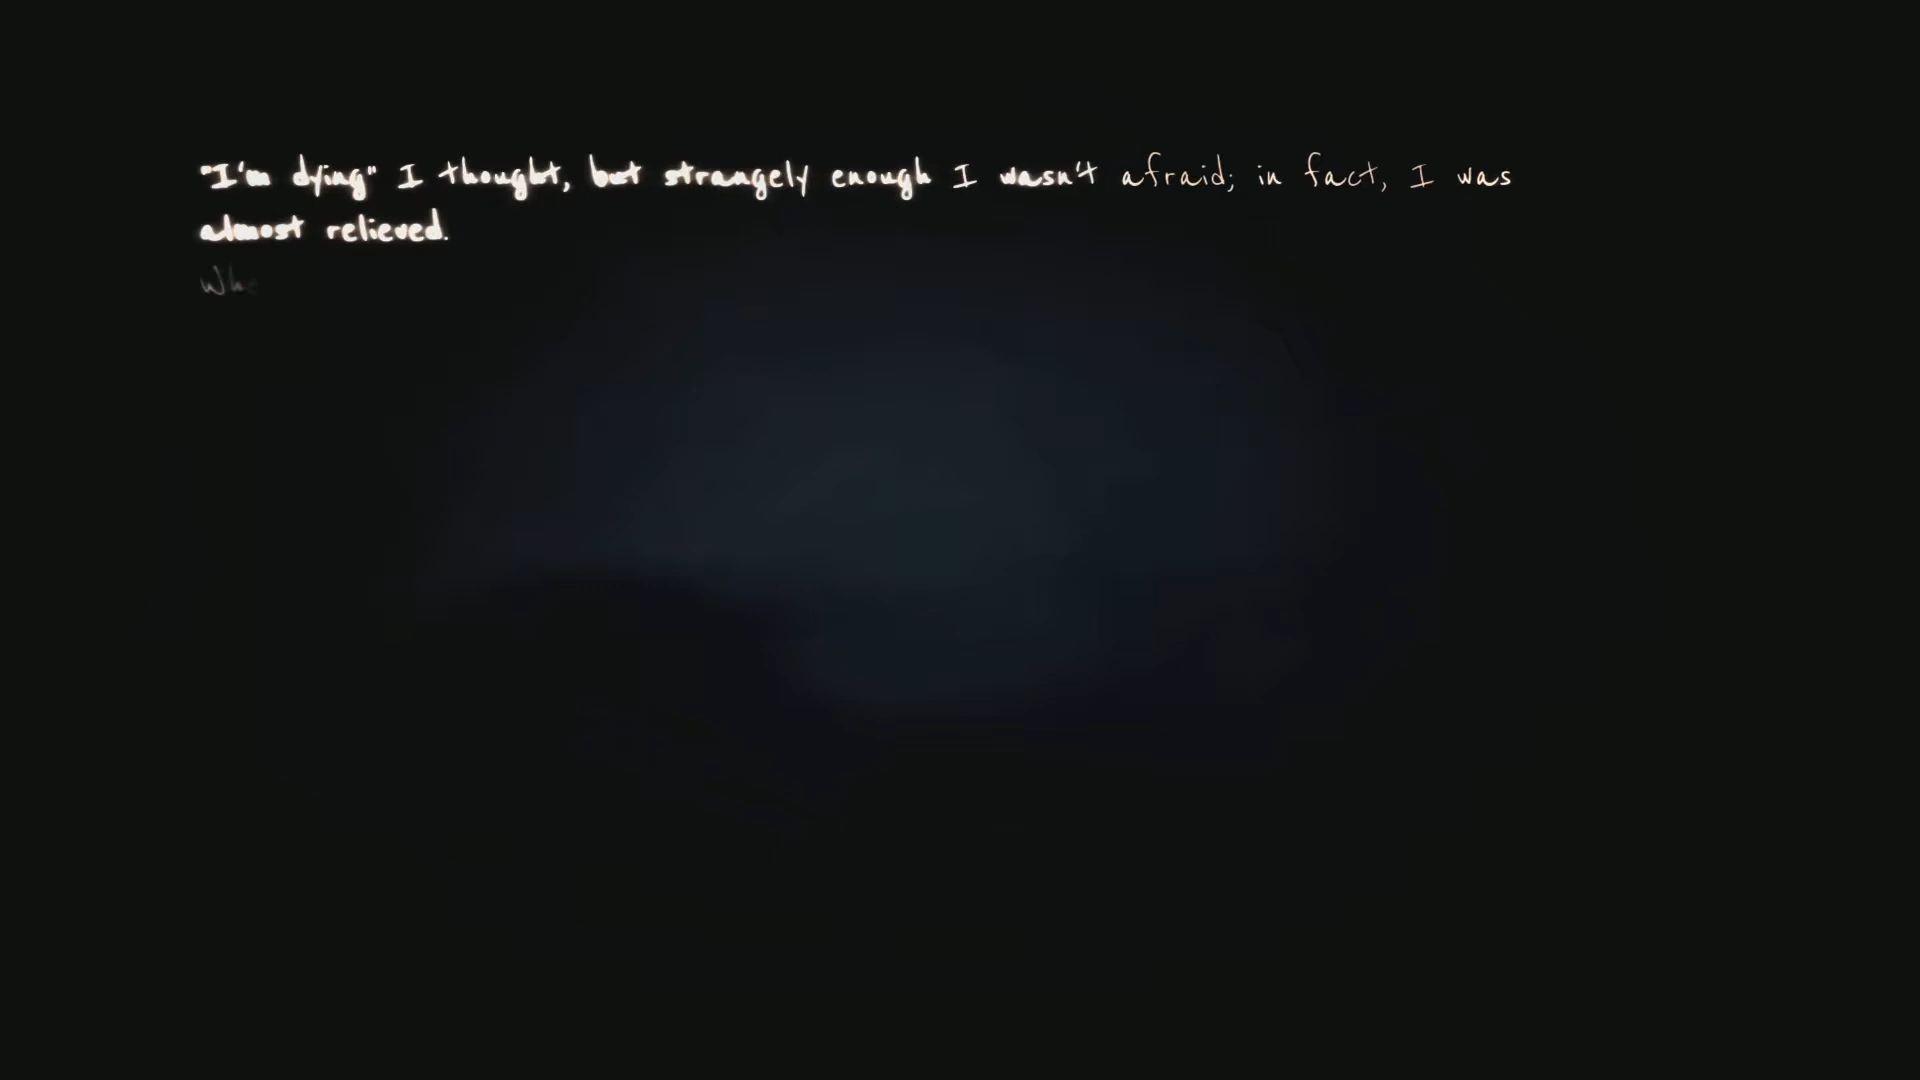 "I'm dying" I thought, but strangely enough I wasn't afraid; in fact, I was
almost relieved.